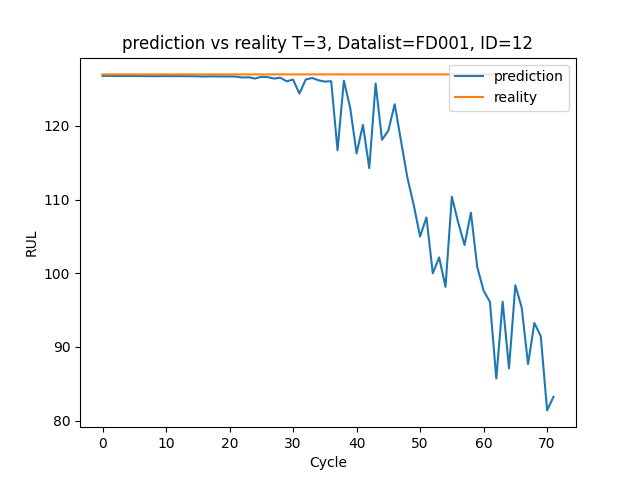 prediction vs reality T=3, Datalist=FD001, ID=12
prediction
reality
120
110
100
90
80
RUL
0 10 20 30 40 50 60 70
Cycle